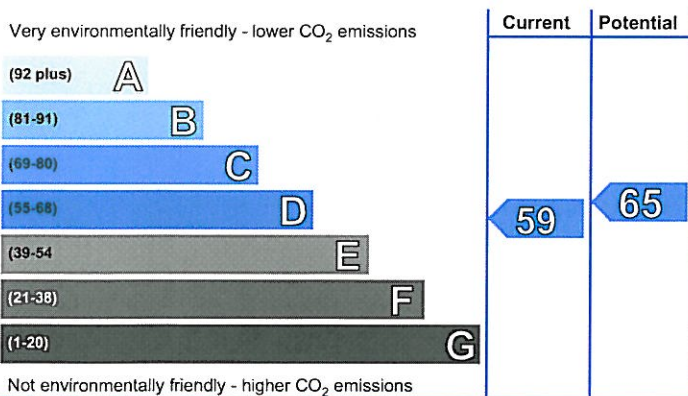 Current Potential
Very environmentally friendly - lower CO₂ emissions
(92 plus) A
(81-91) B
(69-80) C
(55-68) D
59 65
(39-54 E
(21-38) F
(1-20) G
Not environmentally friendly - higher CO₂ emissions